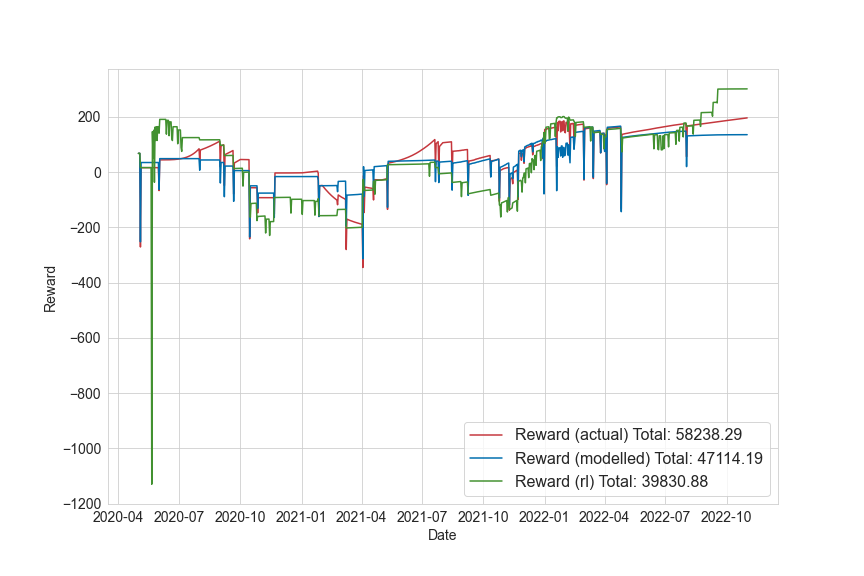 200
0
−200
−400
−600
−800
−1000
−1200
Reward
2020-04 2020-07 2020-10 2021-01 2021-04 2021-07 2021-10 2022-01 2022-04 2022-07 2022-10
Date
Reward (actual) Total: 58238.29
Reward (modelled) Total: 47114.19
Reward (rl) Total: 39830.88